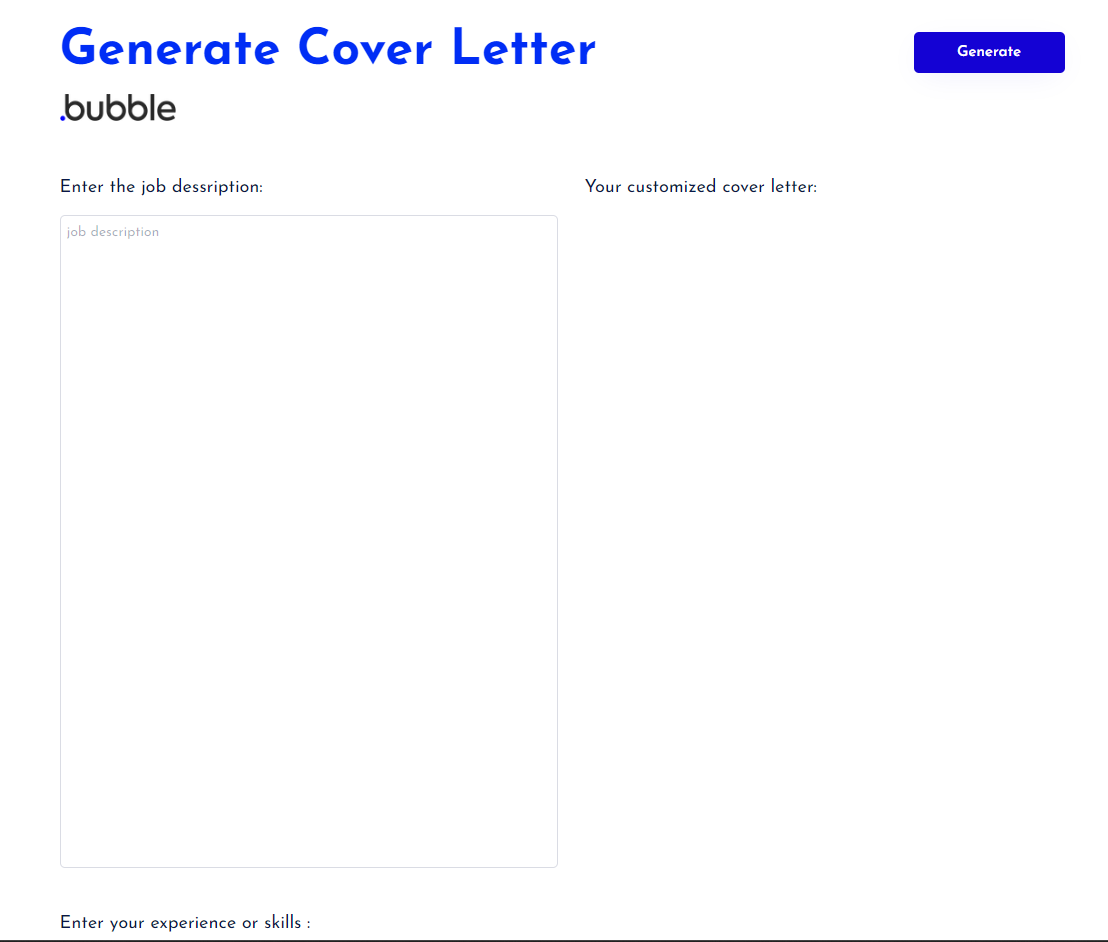 Generate Cover Letter
Generate
.bubble
Enter the job dessription:
Your customized cover letter:
job description
Enter your experience or skills :